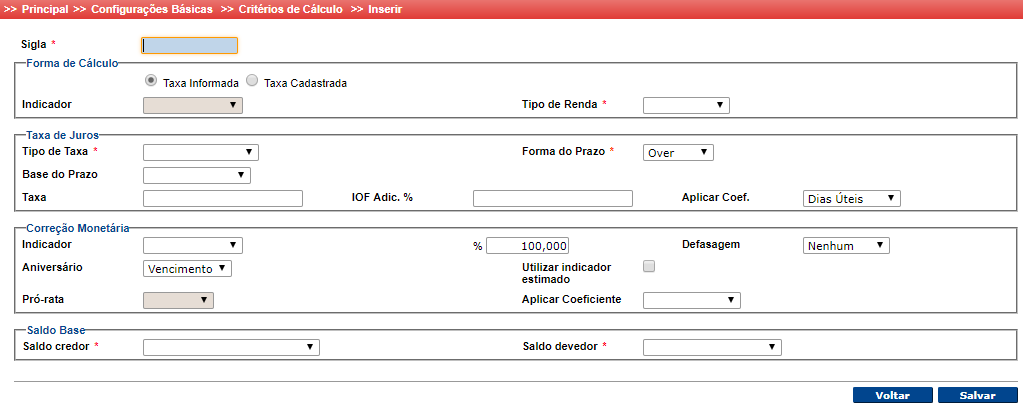 >> Principal >> Configurações Básicas >> Critérios de Cálculo >> Inserir
Sigla *
Forma de Cálculo
Taxa Informada Taxa Cadastrada
Indicador Tipo de Renda *
Taxa de Juros
Tipo de Taxa * Forma do Prazo * Over
Base do Prazo
Taxa IOF Adic. % Aplicar Coef. Dias Úteis
Correção Monetária
Indicador % 100,000 Defasagem Nenhum
Aniversário Vencimento Utilizar indicador
estimado
Pró-rata Aplicar Coeficiente
Saldo Base
Saldo credor * Saldo devedor *
Voltar Salvar